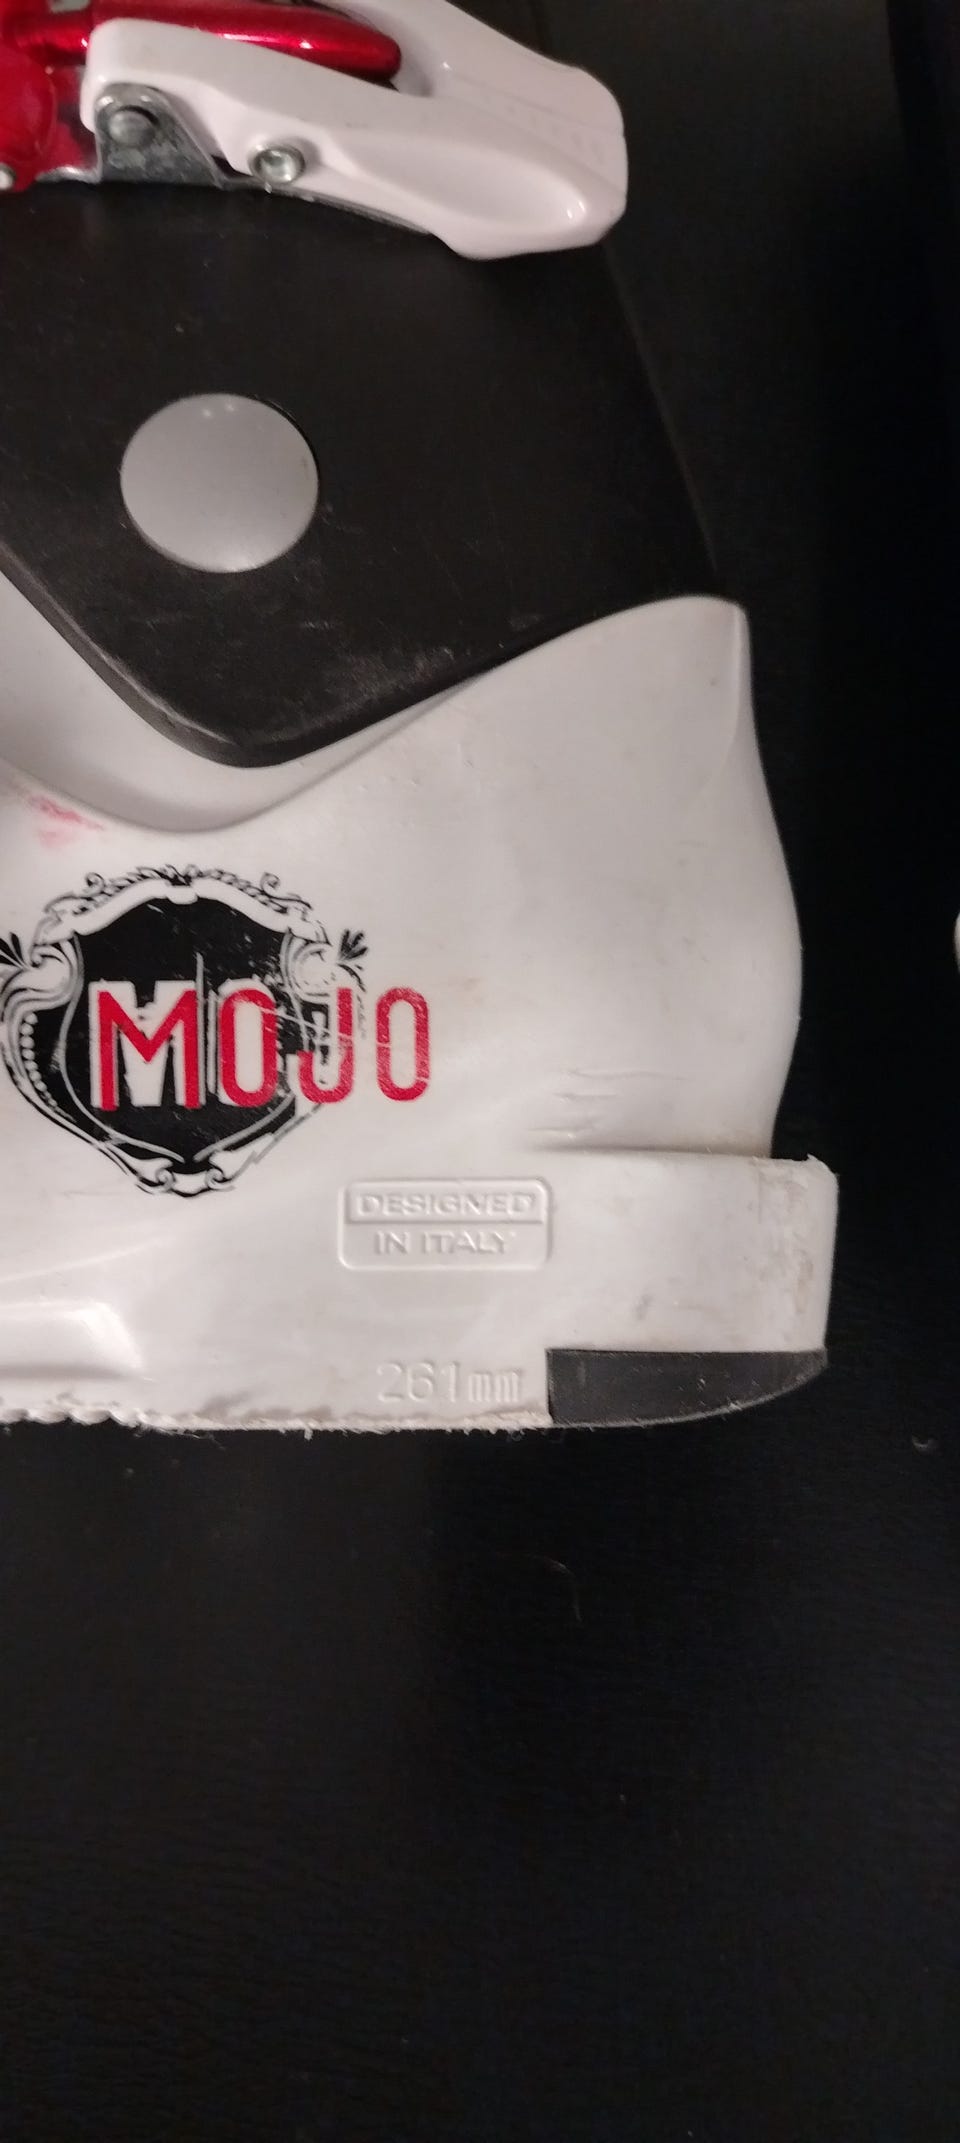 MOJO
DESIGNED
IN ITALY
261mm